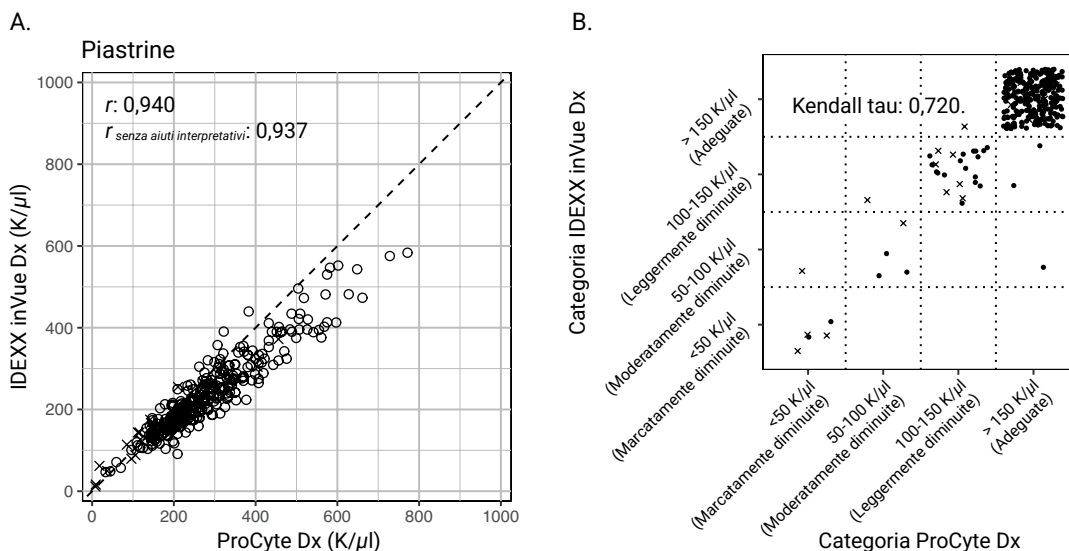 A.
Piastrine
r: 0,940
r senza aiuti interpretativi: 0,937
IDEXX inVue Dx (K/µl)
1000
800
600
400
200
0
0 200 400 600 800 1000
ProCyte Dx (K/µl)
B.
Kendall tau: 0,720.
Categoria IDEXX inVue Dx
> 150 K/µl
(Adeguate)
100-150 K/µl
(Leggermente diminuite)
50-100 K/µl
(Moderatamente diminuite)
<50 K/µl
(Marcatamente diminuite)
<50 K/µl
(Marcatamente diminuite)
50-100 K/µl
(Moderatamente diminuite)
100-150 K/µl
(Leggermente diminuite)
> 150 K/µl
(Adeguate)
Categoria ProCyte Dx